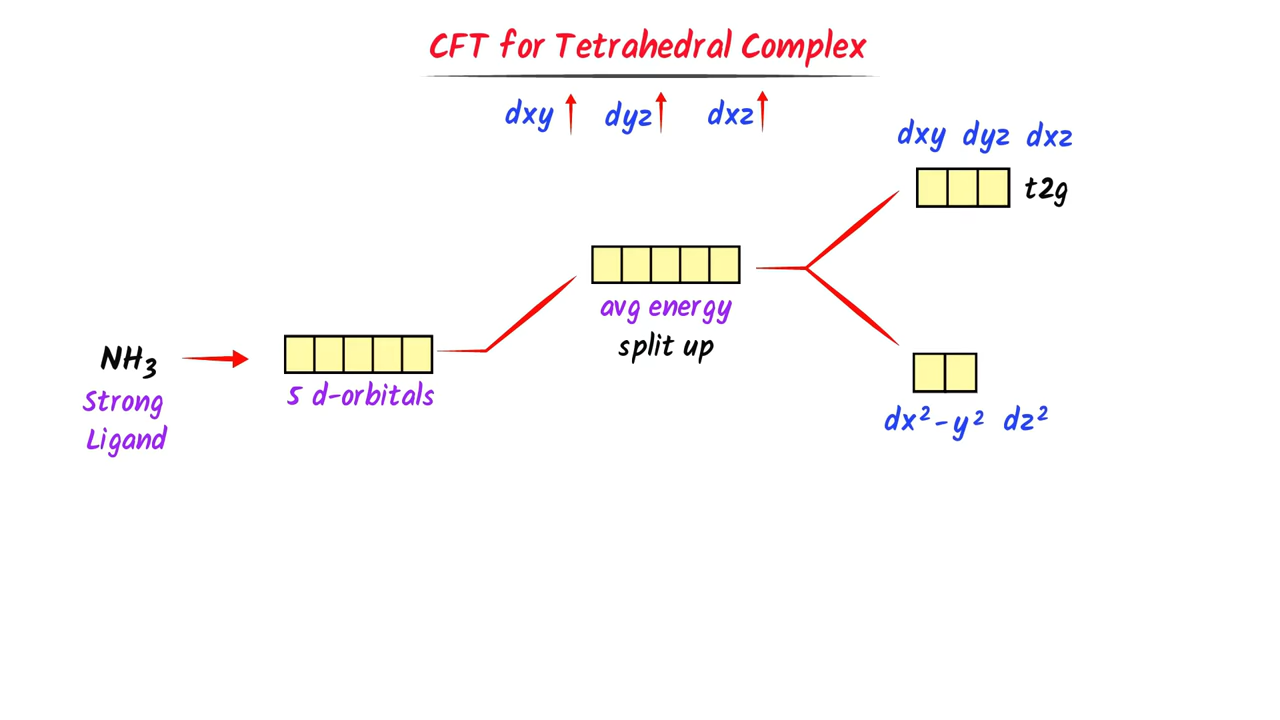 CFT for Tetrahedral Complex
dxy dyz dxz
dxy dyz dxz
t2g
avg energy
split up
NH₃
Strong
Ligand
5 d-orbitals
dx²-y² dz²